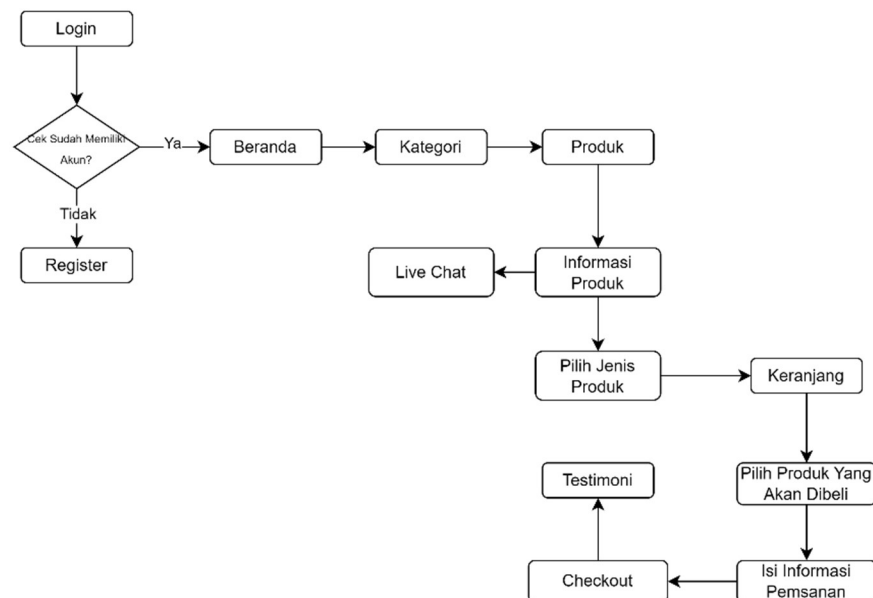 Login
Cek Sudah Memiliki
Akun?
Ya
Beranda
Kategori
Produk
Tidak
Register
Live Chat
Informasi
Produk
Pilih Jenis
Produk
Keranjang
Testimoni
Pilih Produk Yang
Akan Dibeli
Checkout
Isi Informasi
Pemsanan